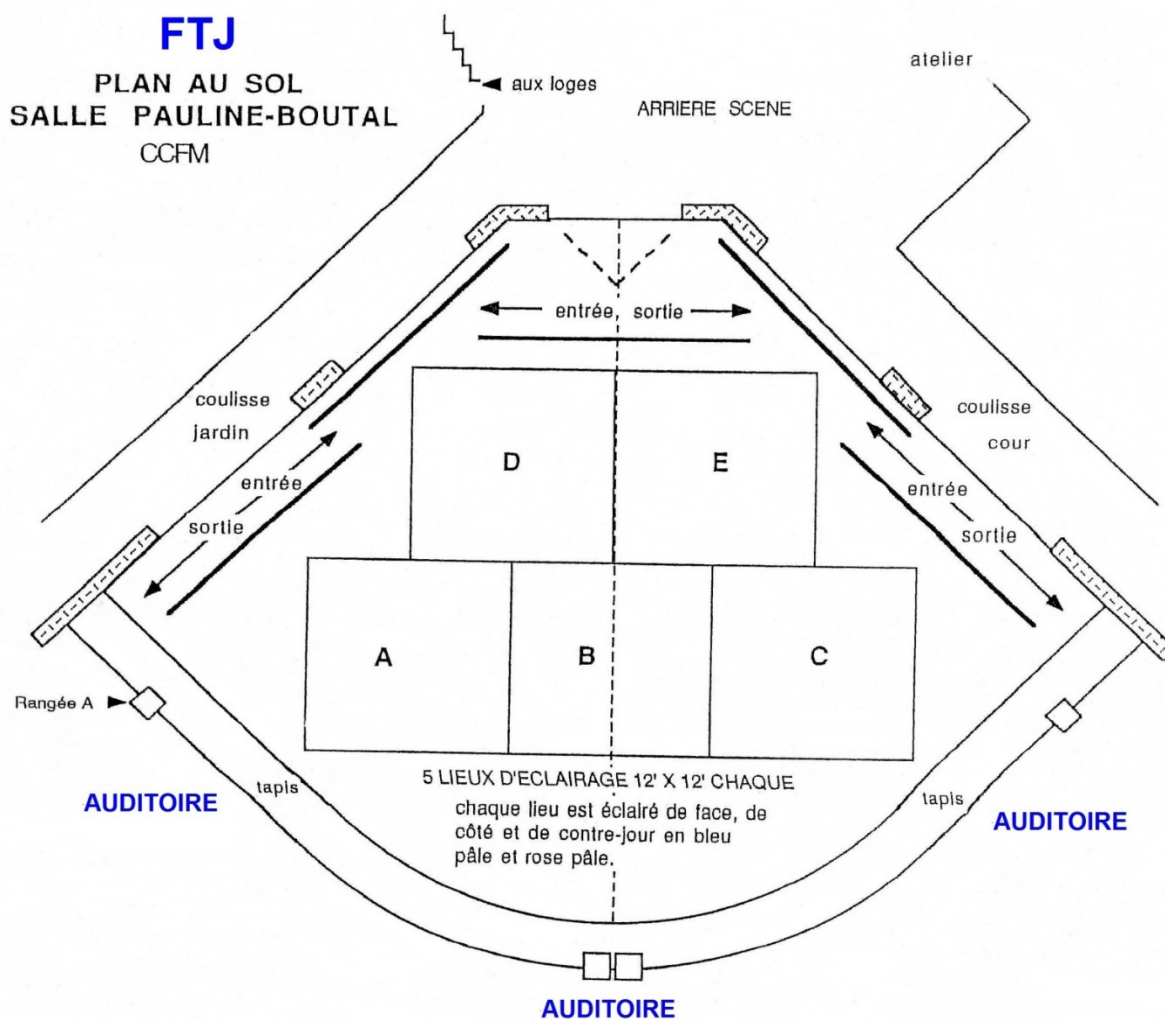 FTJ
PLAN AU SOL
SALLE PAULINE-BOUTAL
CCFM
aux loges
ARRIERE SCENE
atelier
entrée, sortie
coulisse
jardin
coulisse
cour
entrée
sortie
entrée
sortie
D
E
A
B
C
Rangée A
5 LIEUX D'ECLAIRAGE 12' X 12' CHAQUE
chaque lieu est éclairé de face, de
côté et de contre-jour en bleu
pâle et rose pâle.
tapis
tapis
AUDITOIRE
AUDITOIRE
AUDITOIRE